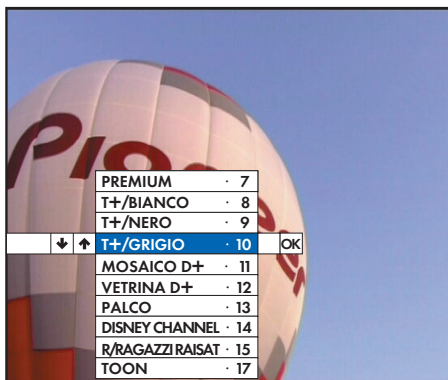 Pioneer
PREMIUM · 7
T+/BIANCO · 8
T+/NERO · 9
T+/GRIGIO · 10 OK
MOSAICO D+ · 11
VETRINA D+ · 12
PALCO · 13
DISNEY CHANNEL · 14
R/RAGAZZI RAISAT · 15
TOON · 17